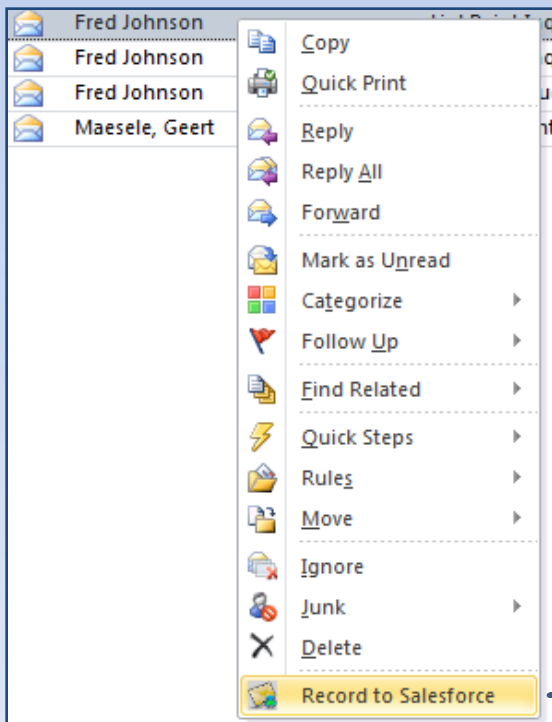 Fred Johnson
Fred Johnson
Fred Johnson
Maesele, Geert
Copy
Quick Print
Reply
Reply All
Forward
Mark as Unread
Categorize
Follow Up
Find Related
Quick Steps
Rules
Move
Ignore
Junk
Delete
Record to Salesforce